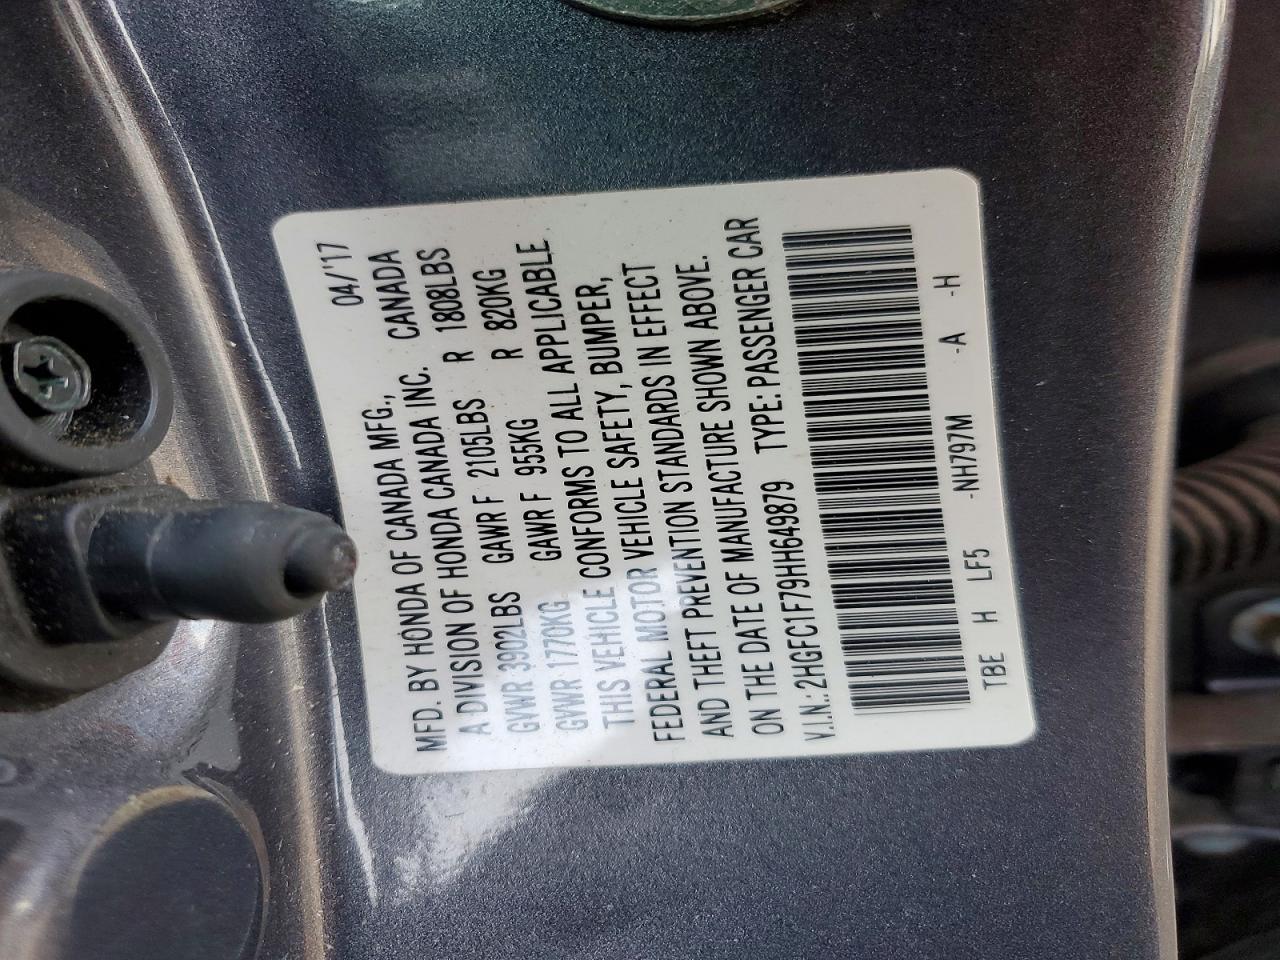 04/'17
MFD. BY HONDA OF CANADA MFG., CANADA
A DIVISION OF HONDA CANADA INC.
GVWR 3902LBS GAWR F 2105LBS R 1808LBS
GVWR 1770KG GAWR F 955KG R 820KG
THIS VEHICLE CONFORMS TO ALL APPLICABLE
FEDERAL MOTOR VEHICLE SAFETY, BUMPER,
AND THEFT PREVENTION STANDARDS IN EFFECT
ON THE DATE OF MANUFACTURE SHOWN ABOVE.
V.I.N.:2HGFC1F79HH649879 TYPE: PASSENGER CAR
TBE H LF5 -NH797M -A -H